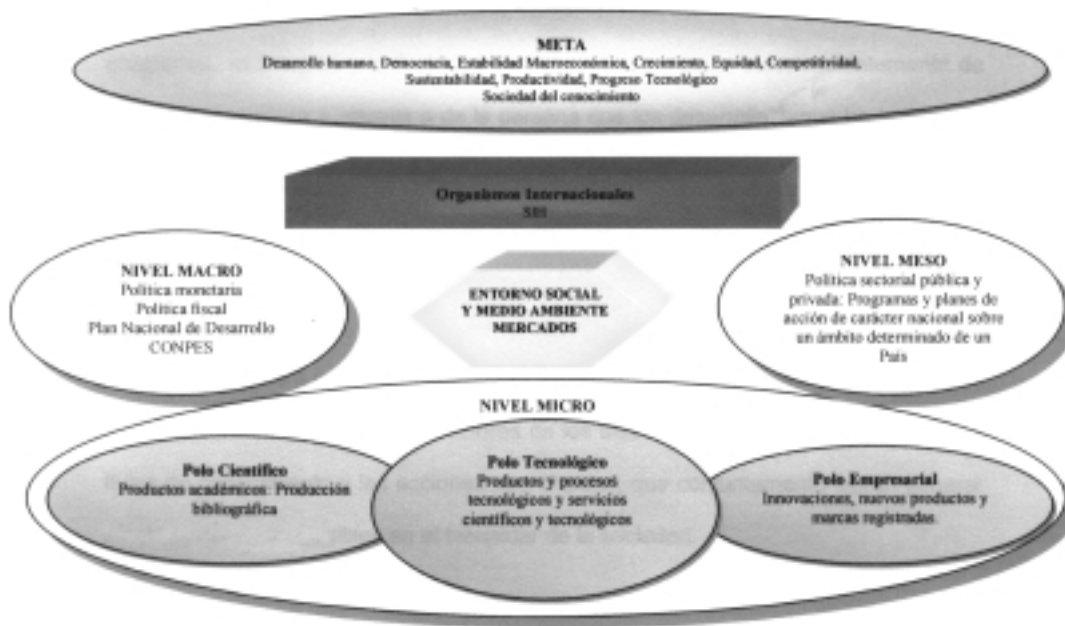 META
Desarrollo humano, Democracia, Estabilidad Macroeconómica, Crecimiento, Equidad, Competitividad,
Sustentabilidad, Productividad, Progreso Tecnológico
Sociedad del conocimiento
Organismos Internacionales
NIVEL MACRO
Política monetaria
Política fiscal
Plan Nacional de Desarrollo
CONPES
ENTORNO SOCIAL
Y MEDIO AMBIENTE
MERCADOS
NIVEL MESO
Política sectorial pública y
privada: Programas y planes de
acción de carácter nacional sobre
un ámbito determinado de un
País
NIVEL MICRO
Polo Científico
Productos académicos: Producción
bibliográfica
Polo Tecnológico
Productos y procesos
tecnológicos y servicios
científicos y tecnológicos
Polo Empresarial
Innovaciones, nuevos productos y
marcas registradas.